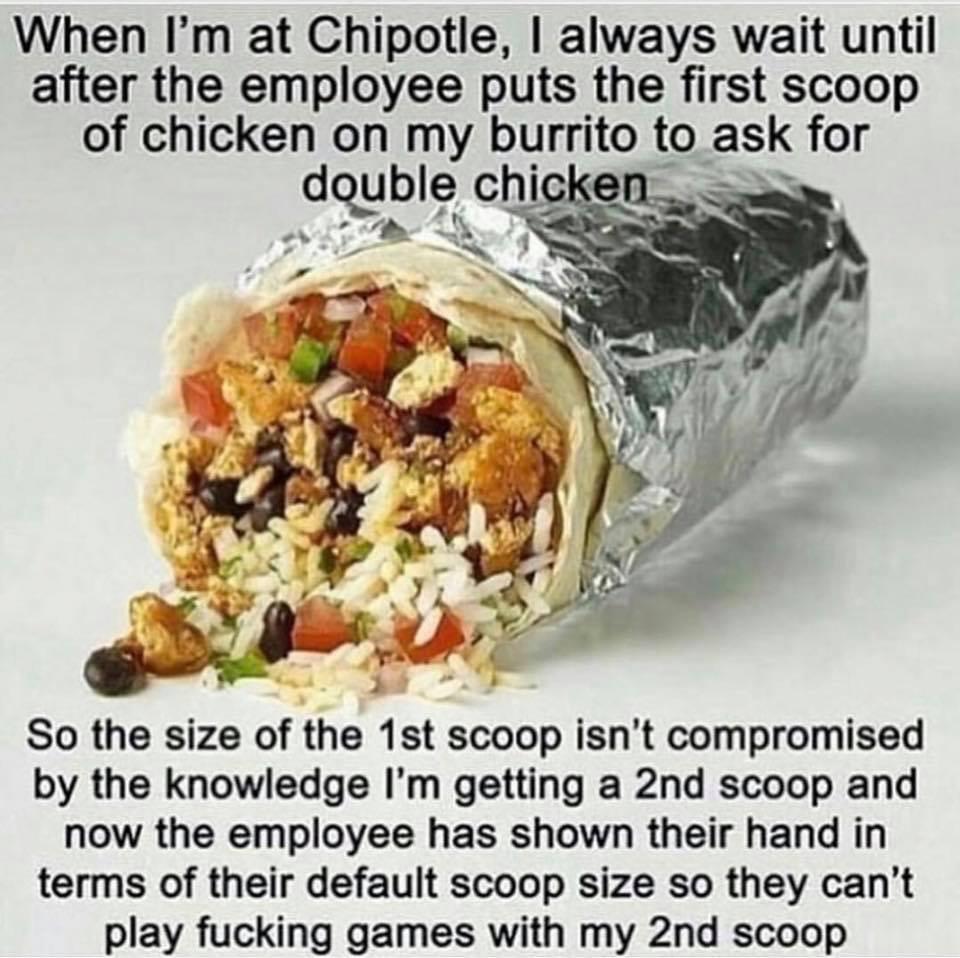 When I'm at Chipotle, I always wait until
after the employee puts the first scoop
of chicken on my burrito to ask for
double chicken
So the size of the 1st scoop isn't compromised
by the knowledge I'm getting a 2nd scoop and
now the employee has shown their hand in
terms of their default scoop size so they can't
play fucking games with my 2nd scoop